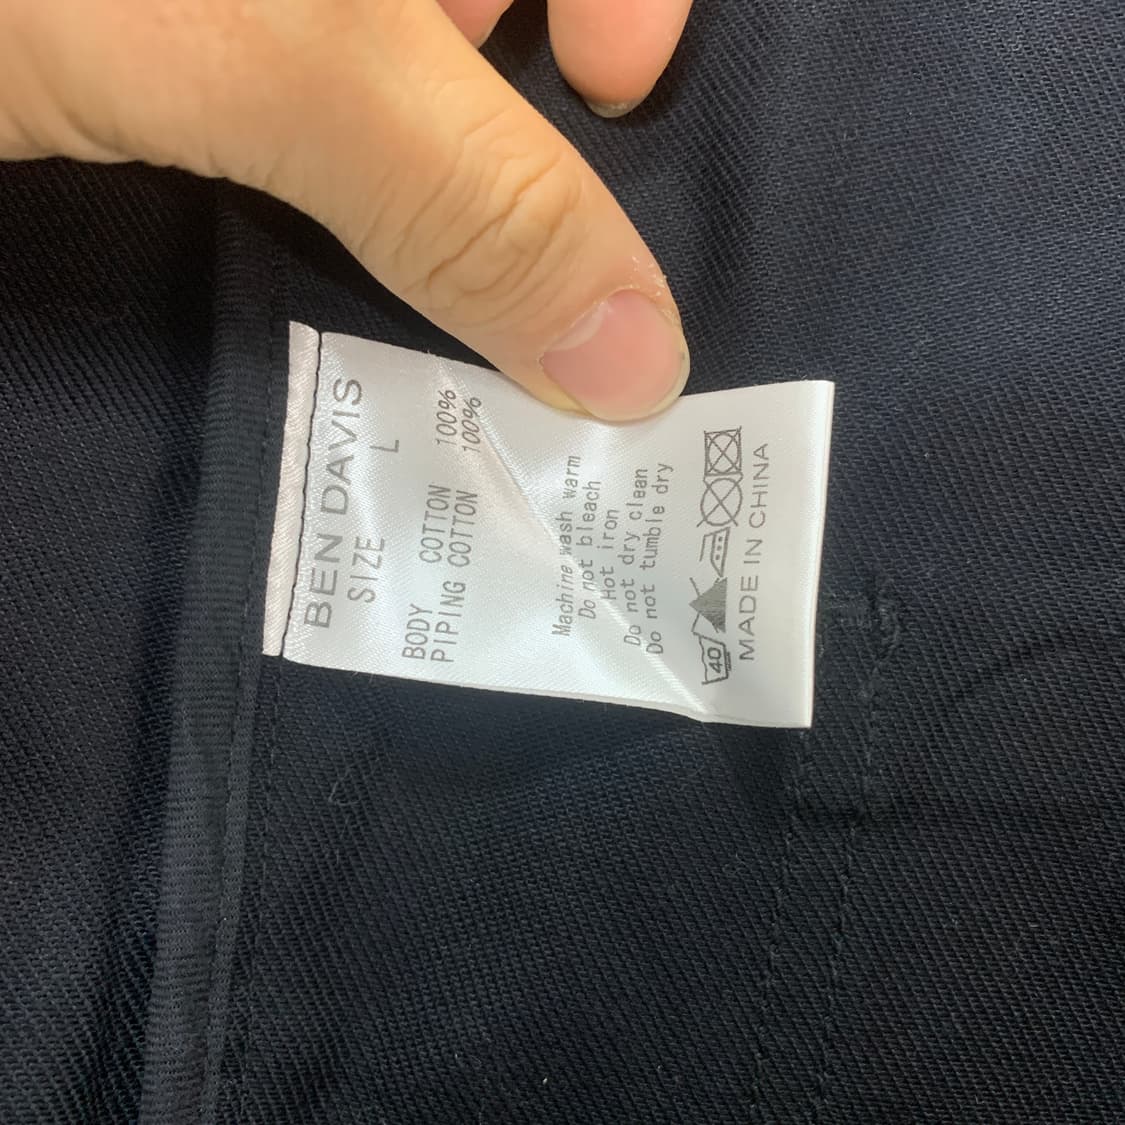 BEN DAVIS
SIZE L
BODY COTTON 100%
PIPING COTTON 100%
Machine wash warm
Do not bleach
Hot iron
Do not dry clean
Do not tumble dry
40
MADE IN CHINA